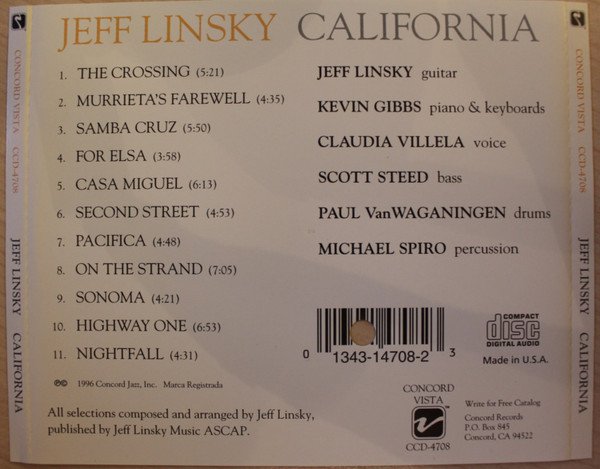 JEFF LINSKY CALIFORNIA
1. THE CROSSING (5:21)
2. MURRIETA'S FAREWELL (4:35)
3. SAMBA CRUZ (5:50)
4. FOR ELSA (3:58)
5. CASA MIGUEL (6:13)
6. SECOND STREET (4:53)
7. PACIFICA (4:48)
8. ON THE STRAND (7:05)
9. SONOMA (4:21)
10. HIGHWAY ONE (6:53)
11. NIGHTFALL (4:31)
℗© 1996 Concord Jazz, Inc. Marca Registrada
All selections composed and arranged by Jeff Linsky,
published by Jeff Linsky Music ASCAP.
JEFF LINSKY guitar
KEVIN GIBBS piano & keyboards
CLAUDIA VILLELA voice
SCOTT STEED bass
PAUL VanWAGANINGEN drums
MICHAEL SPIRO percussion
0 1343-14708-2 3
COMPACT
disc
DIGITAL AUDIO
Made in U.S.A.
CONCORD
VISTA
CCD-4708
Write for Free Catalog
Concord Records
P.O. Box 845
Concord, CA 94522
CONCORD VISTA CCD-4708
JEFF LINSKY CALIFORNIA
CONCORD VISTA CCD-4708
JEFF LINSKY CALIFORNIA